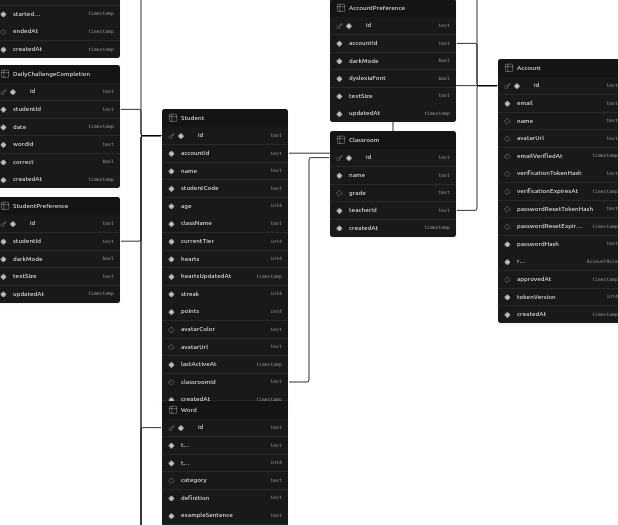 started... timestamp
endedAt timestamp
createdAt timestamp
DailyChallengeCompletion
id text
studentId text
date timestamp
wordId text
correct bool
createdAt timestamp
StudentPreference
id text
studentId text
darkMode bool
textSize text
updatedAt timestamp
Student
id text
accountId text
name text
studentCode text
age int4
className text
currentTier int4
hearts int4
heartsUpdatedAt timestamp
streak int4
points int4
avatarColor text
avatarUrl text
lastActiveAt timestamp
classroomId text
createdAt timestamp
Word
id text
t... text
t... int4
category text
definition text
exampleSentence text
AccountPreference
id text
accountId text
darkMode bool
dyslexiaFont bool
textSize text
updatedAt timestamp
Classroom
id text
name text
grade text
teacherId text
createdAt timestamp
Account
id text
email text
name text
avatarUrl text
emailVerifiedAt timestamp
verificationTokenHash text
verificationExpiresAt timestamp
passwordResetTokenHash text
passwordResetExpir... timestamp
passwordHash text
r... AccountRole
approvedAt timestamp
tokenVersion int4
createdAt timestamp